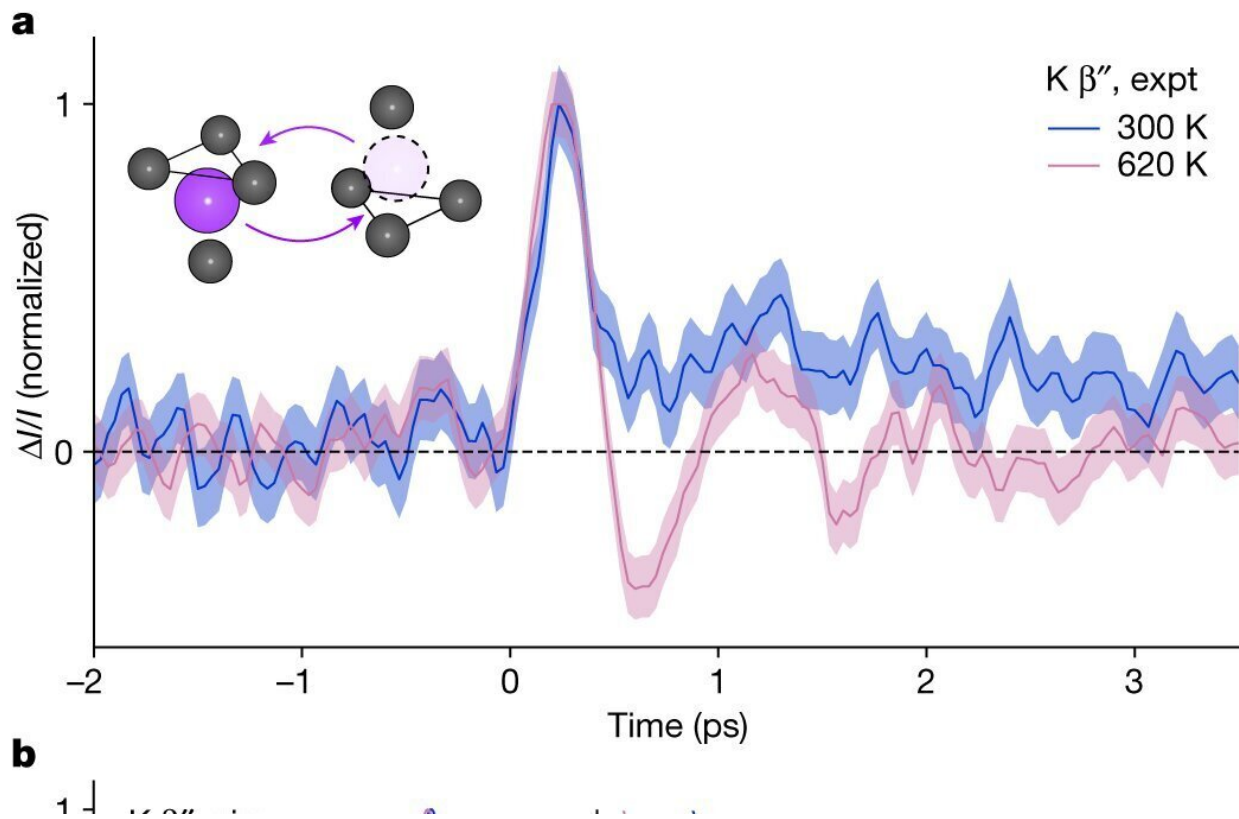 a
K β″, expt
300 K
620 K
ΔI/I (normalized)
1
0
−2 −1 0 1 2 3
Time (ps)
b
1